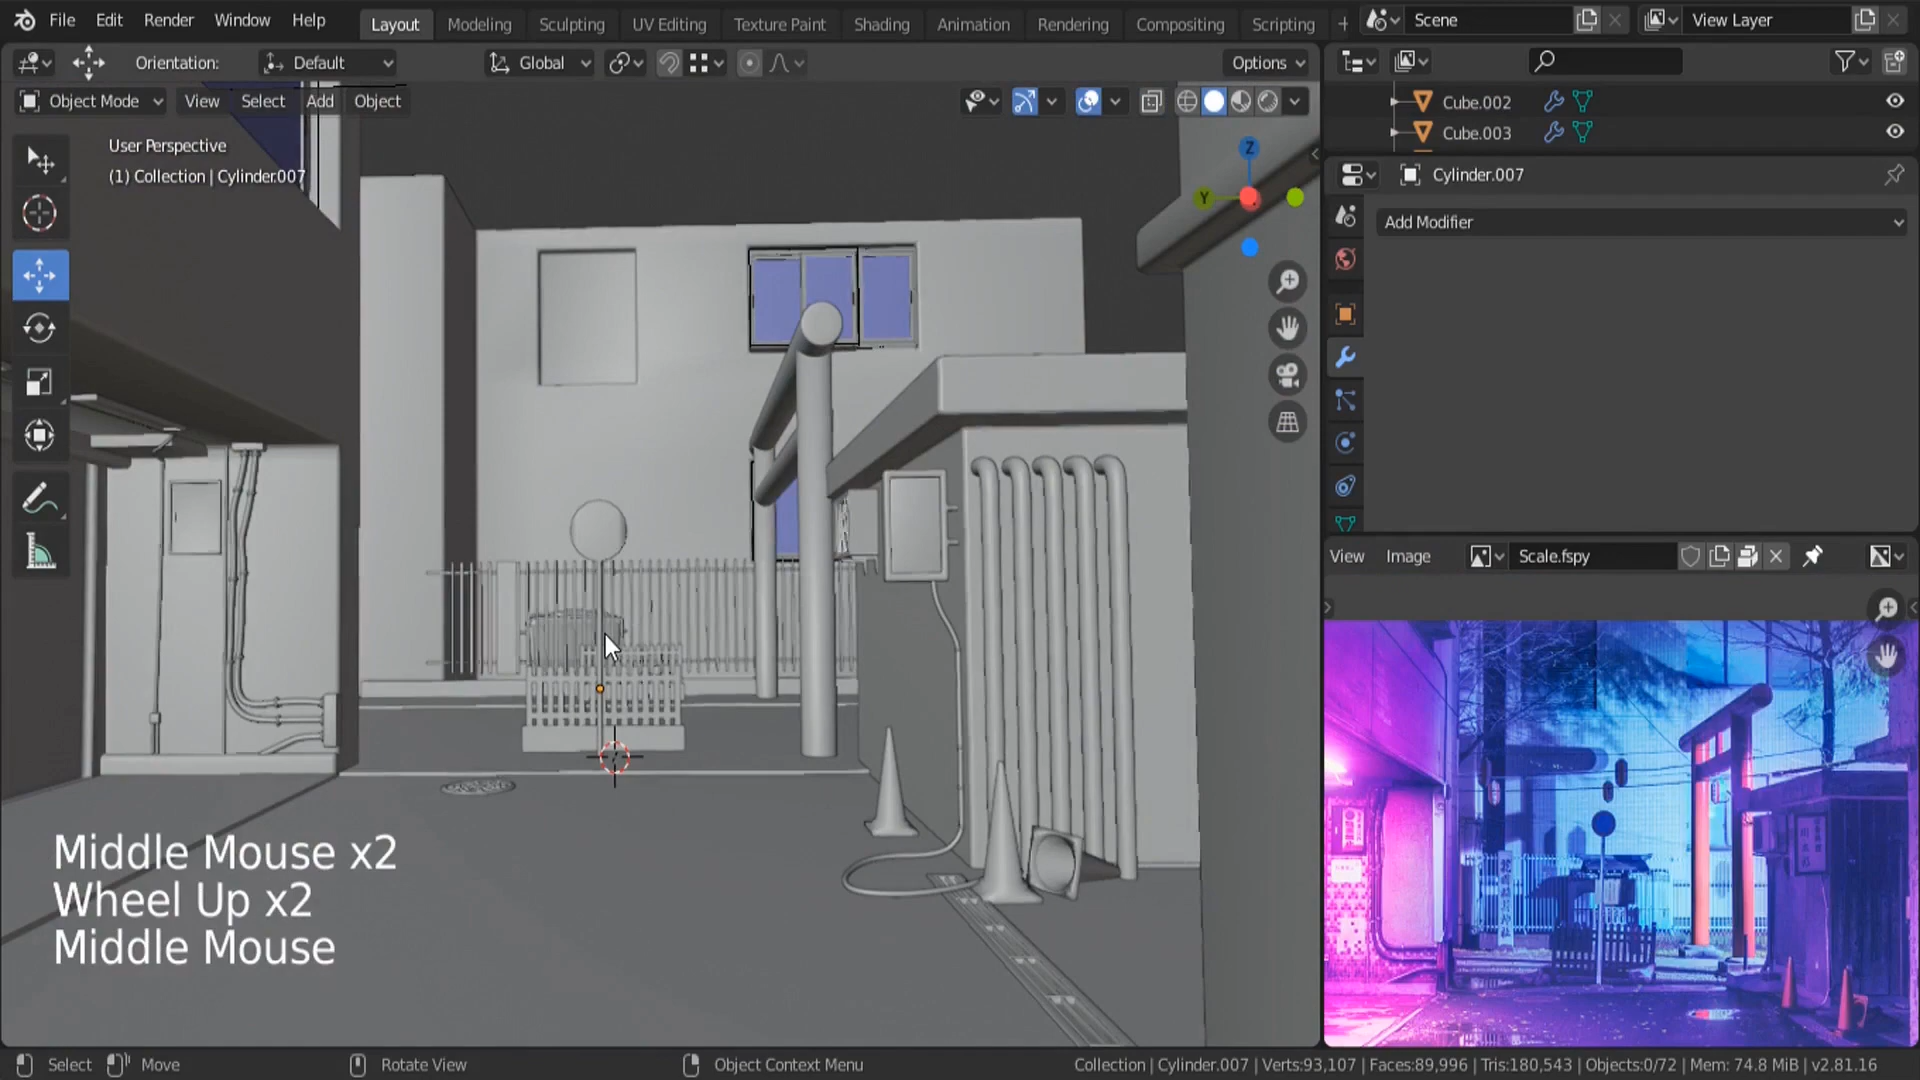 File Edit Render Window Help Layout Modeling Sculpting UV Editing Texture Paint Shading Animation Rendering Compositing Scripting + Scene View Layer
Orientation: Default Global Options
Object Mode View Select Add Object
User Perspective
(1) Collection | Cylinder.007
Z
Y
Cube.002
Cube.003
Cylinder.007
Add Modifier
View Image Scale.fspy
Middle Mouse x2
Wheel Up x2
Middle Mouse
Select Move Rotate View Object Context Menu Collection | Cylinder.007 | Verts:93,107 | Faces:89,996 | Tris:180,543 | Objects:0/72 | Mem: 74.8 MiB | v2.81.16